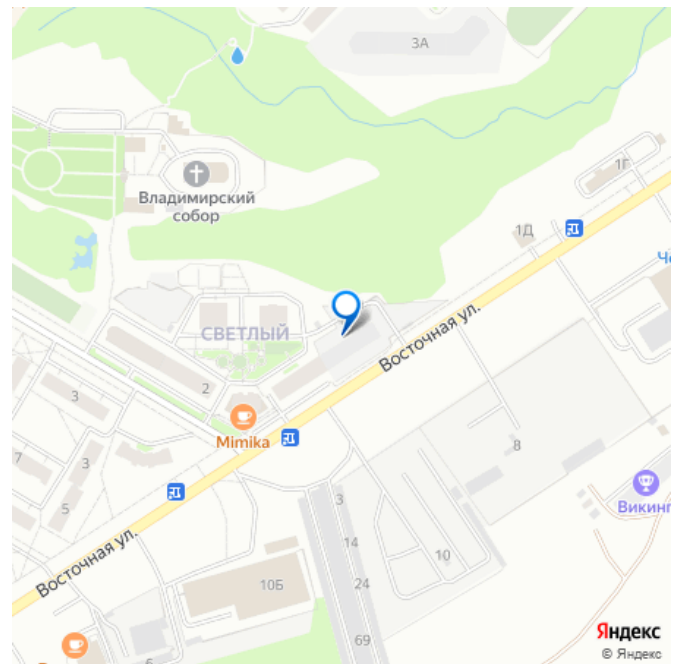 3А
1Г
Владимирский
собор
1Д
СВЕТЛЫЙ
Восточная ул.
2
3
Mimika
7
3
5
8
3
Викинг
14
10
Восточная ул.
10Б
24
69
6
Яндекс
© Яндекс